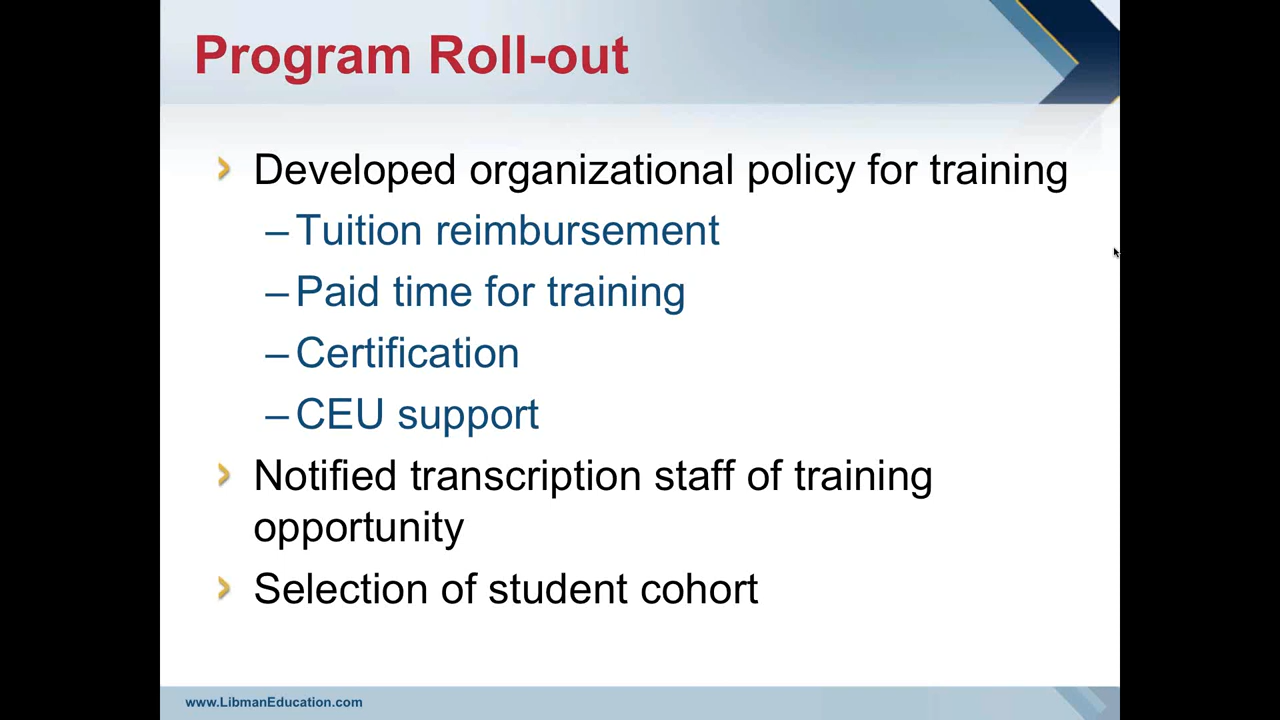 Program Roll-out
› Developed organizational policy for training
– Tuition reimbursement
– Paid time for training
– Certification
– CEU support
› Notified transcription staff of training
opportunity
› Selection of student cohort
www.LibmanEducation.com